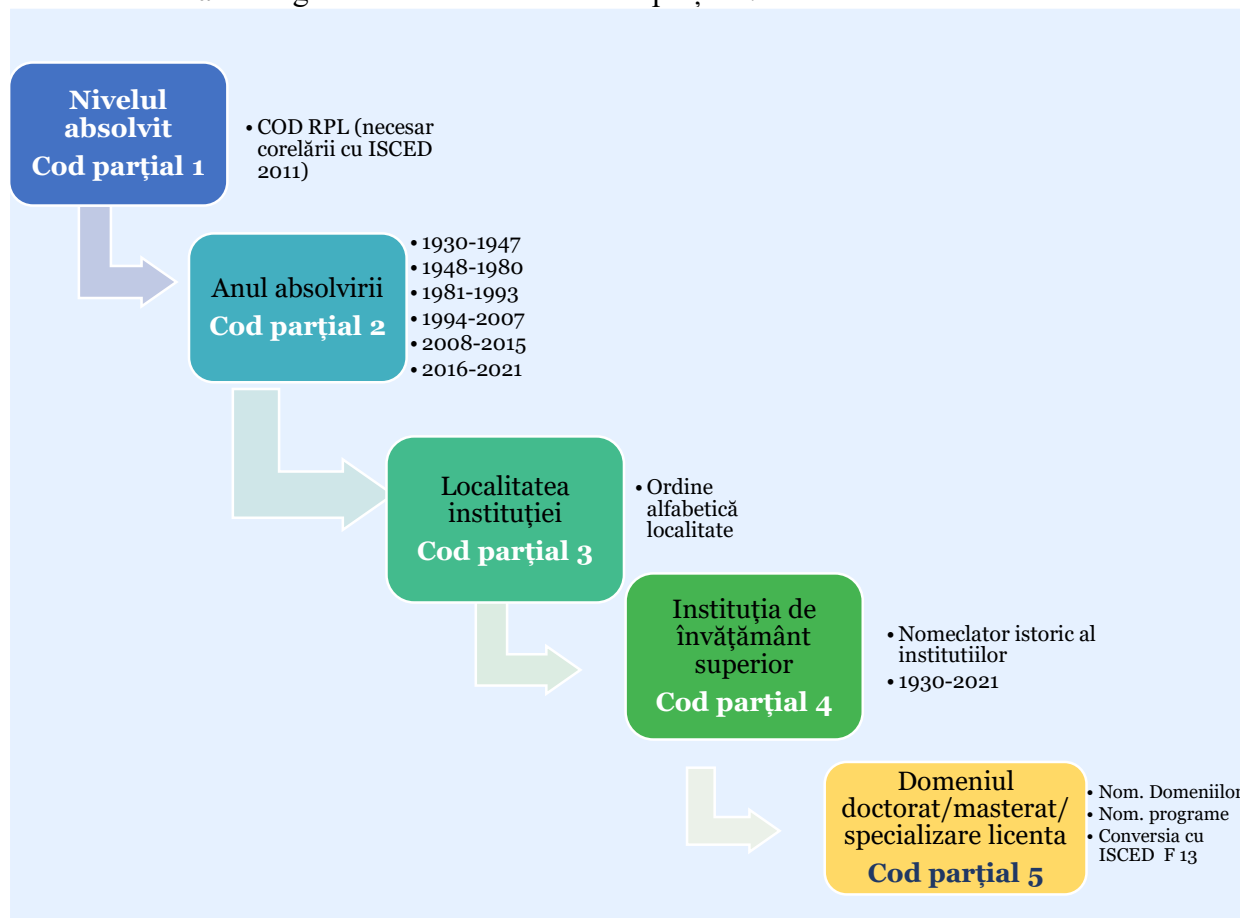 Nivelul
absolvit
Cod parțial 1
• COD RPL (necesar
corelării cu ISCED
2011)
Anul absolvirii
Cod parțial 2
• 1930-1947
• 1948-1980
• 1981-1993
• 1994-2007
• 2008-2015
• 2016-2021
Localitatea
instituției
Cod parțial 3
• Ordine
alfabetică
localitate
Instituția de
învățământ
superior
Cod parțial 4
• Nomeclator istoric al
institutiilor
• 1930-2021
Domeniul
doctorat/masterat/
specializare licenta
Cod parțial 5
• Nom. Domeniilor
• Nom. programe
• Conversia cu
ISCED F 13